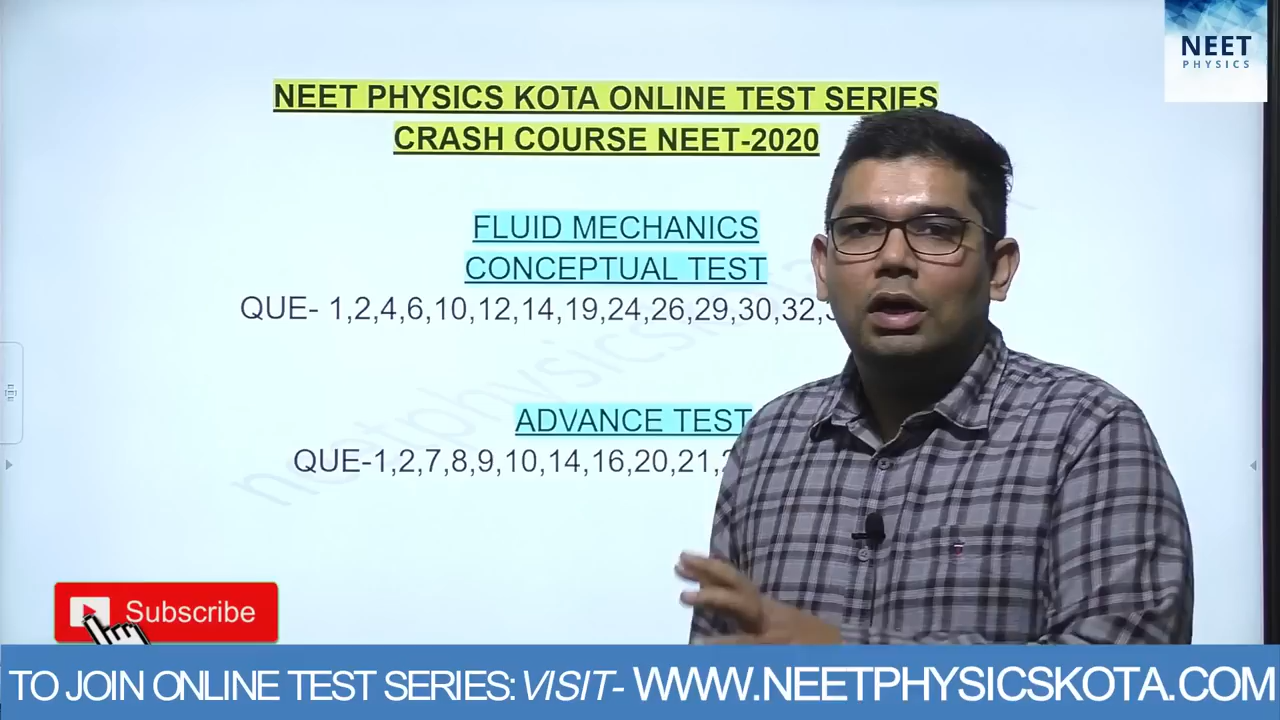 NEET
PHYSICS
NEET PHYSICS KOTA ONLINE TEST SERIES
CRASH COURSE NEET-2020
FLUID MECHANICS
CONCEPTUAL TEST
QUE- 1,2,4,6,10,12,14,19,24,26,29,30,32,
ADVANCE TEST
QUE-1,2,7,8,9,10,14,16,20,21,
Subscribe
TO JOIN ONLINE TEST SERIES: VISIT- WWW.NEETPHYSICSKOTA.COM